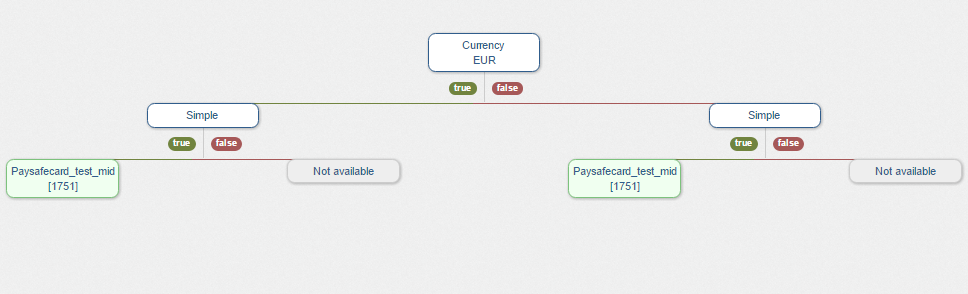 Currency
EUR
true false
Simple
Simple
true false
true false
Paysafecard_test_mid
[1751]
Not available
Paysafecard_test_mid
[1751]
Not available